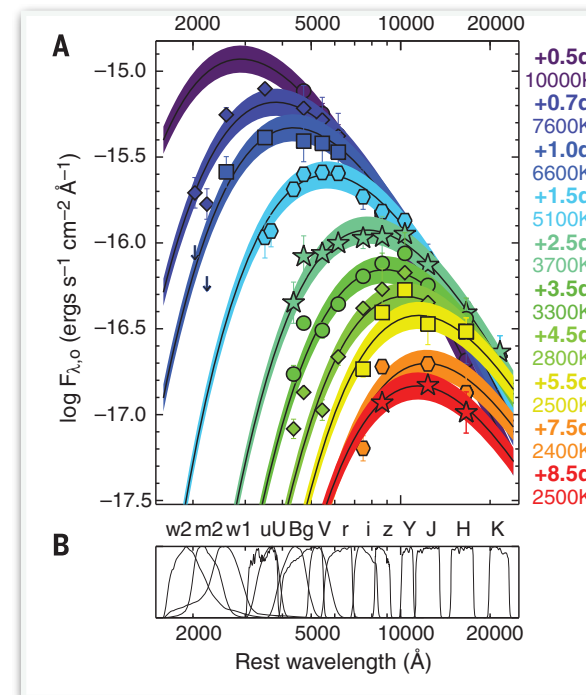 2000 5000 10000 20000
A
+0.5d
10000K
+0.7d
7600K
+1.0d
6600K
+1.5d
5100K
+2.5d
3700K
+3.5d
3300K
+4.5d
2800K
+5.5d
2500K
+7.5d
2400K
+8.5d
2500K
−15.0
−15.5
−16.0
−16.5
−17.0
−17.5
log Fλ,o (ergs s−1 cm−2 Å−1)
w2 m2 w1 uU Bg V r i z Y J H K
B
2000 5000 10000 20000
Rest wavelength (Å)